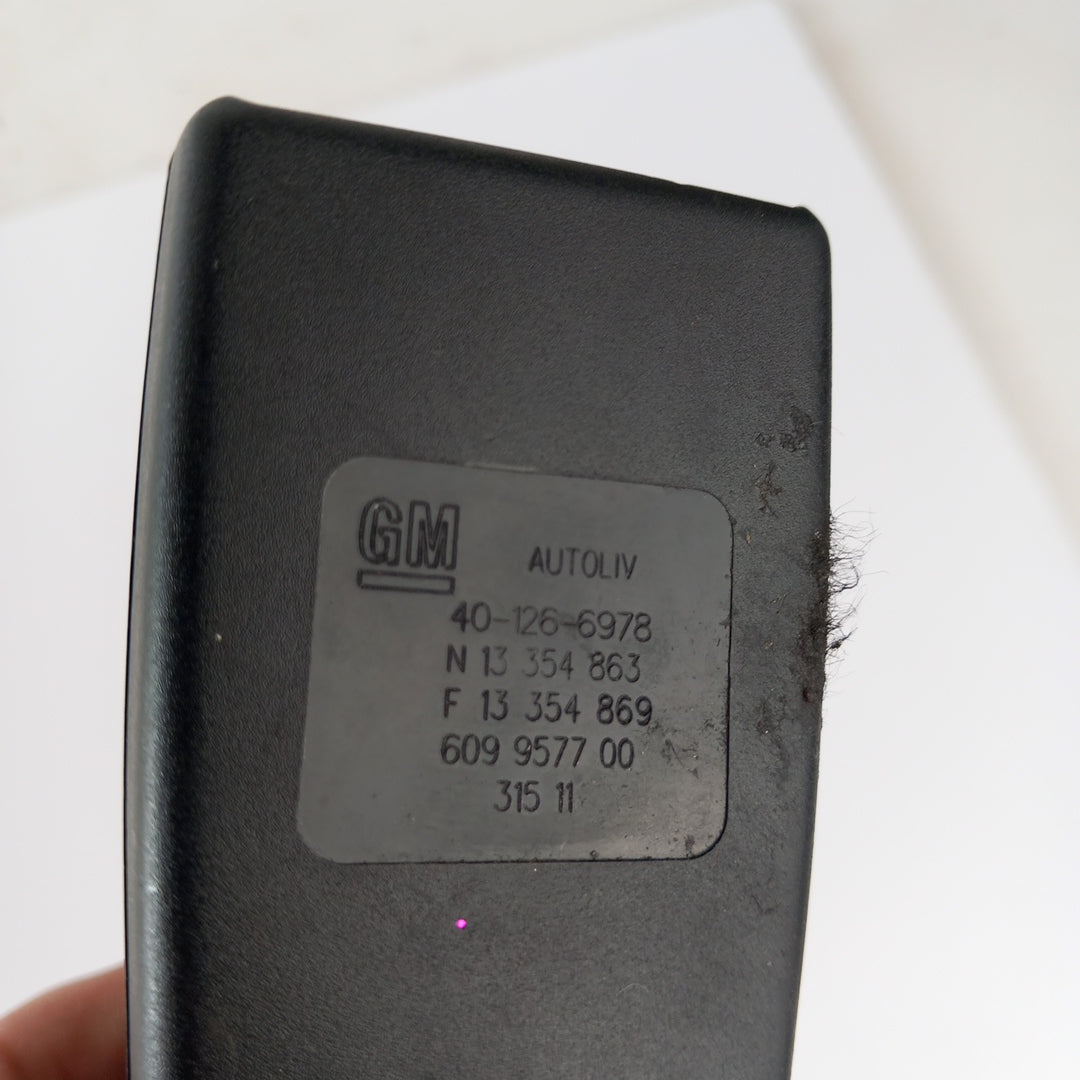 GM
AUTOLIV
40-126-6978
N 13 354 863
F 13 354 869
609 9577 00
315 11